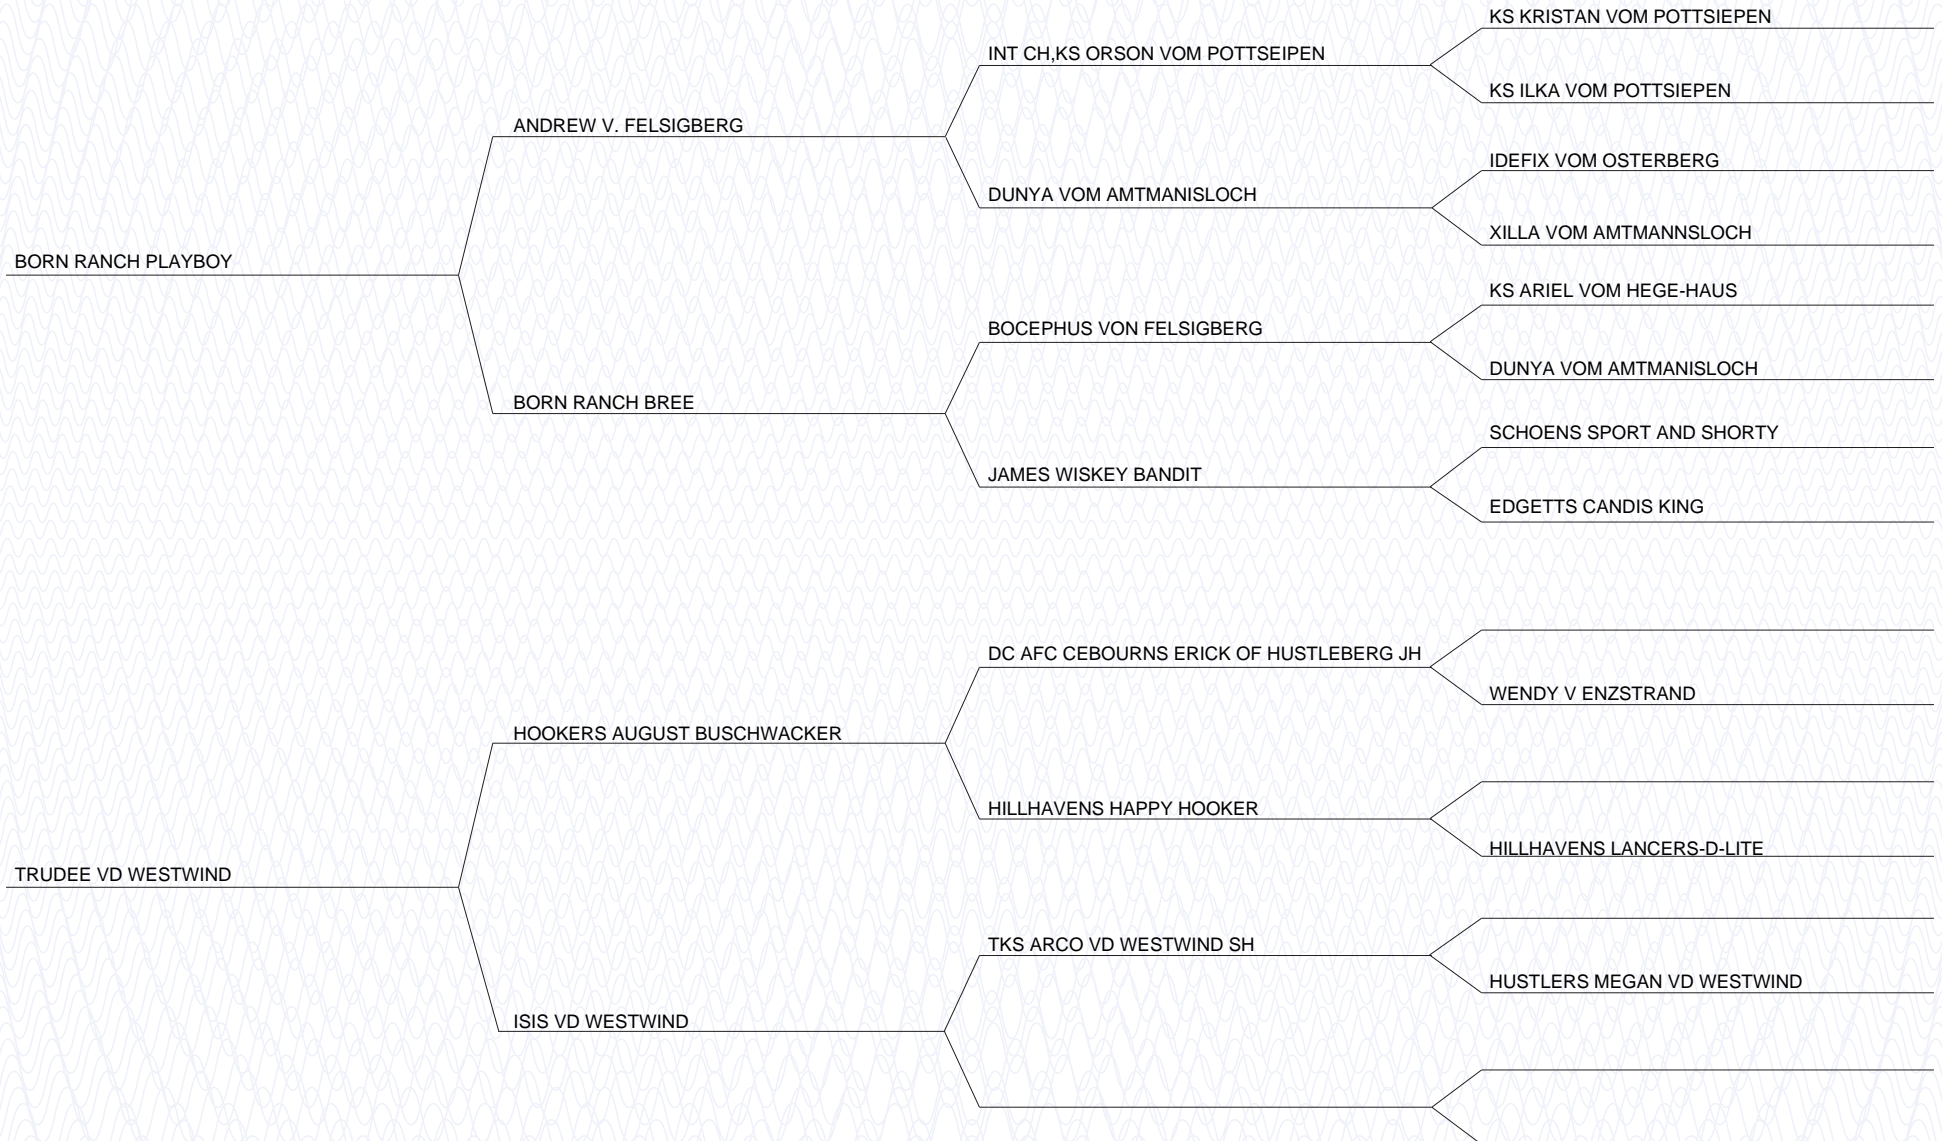 KS KRISTAN VOM POTTSIEPEN
INT CH,KS ORSON VOM POTTSEIPEN
KS ILKA VOM POTTSIEPEN
ANDREW V. FELSIGBERG
IDEFIX VOM OSTERBERG
DUNYA VOM AMTMANISLOCH
XILLA VOM AMTMANNSLOCH
BORN RANCH PLAYBOY
KS ARIEL VOM HEGE-HAUS
BOCEPHUS VON FELSIGBERG
DUNYA VOM AMTMANISLOCH
BORN RANCH BREE
SCHOENS SPORT AND SHORTY
JAMES WISKEY BANDIT
EDGETTS CANDIS KING
DC AFC CEBOURNS ERICK OF HUSTLEBERG JH
WENDY V ENZSTRAND
HOOKERS AUGUST BUSCHWACKER
HILLHAVENS HAPPY HOOKER
HILLHAVENS LANCERS-D-LITE
TRUDEE VD WESTWIND
TKS ARCO VD WESTWIND SH
HUSTLERS MEGAN VD WESTWIND
ISIS VD WESTWIND